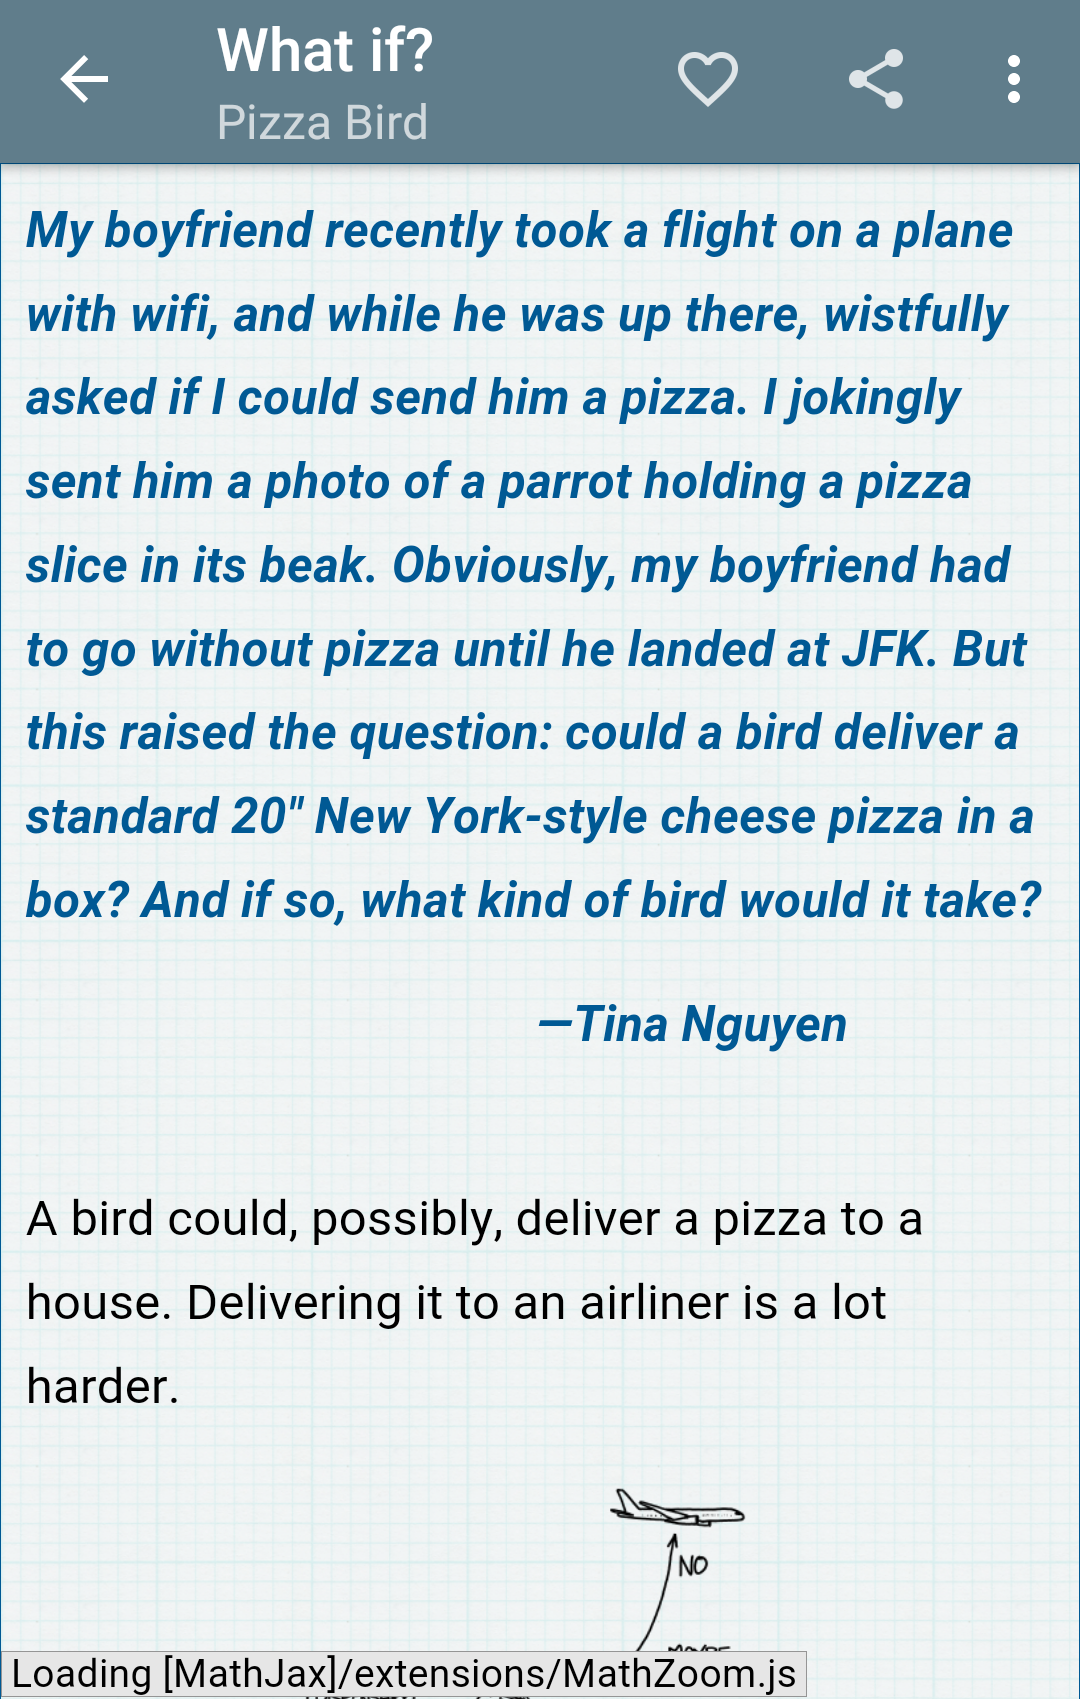 What if?
Pizza Bird
My boyfriend recently took a flight on a plane
with wifi, and while he was up there, wistfully
asked if I could send him a pizza. I jokingly
sent him a photo of a parrot holding a pizza
slice in its beak. Obviously, my boyfriend had
to go without pizza until he landed at JFK. But
this raised the question: could a bird deliver a
standard 20" New York-style cheese pizza in a
box? And if so, what kind of bird would it take?
—Tina Nguyen
A bird could, possibly, deliver a pizza to a
house. Delivering it to an airliner is a lot
harder.
NO
Loading [MathJax]/extensions/MathZoom.js